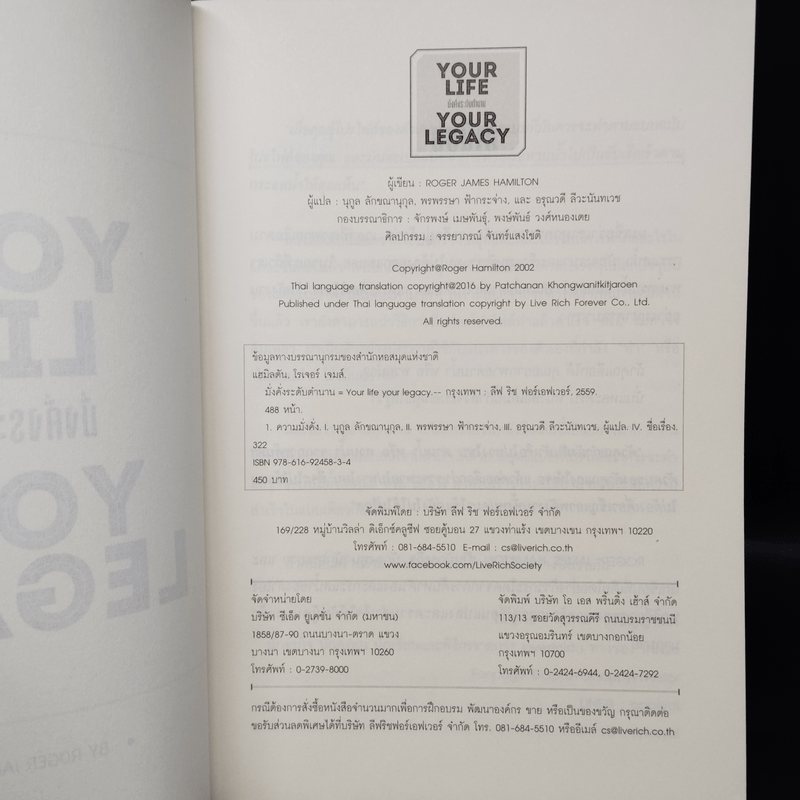 YOUR
LIFE
มั่งคั่งระดับตำนาน
YOUR
LEGACY
ผู้เขียน : ROGER JAMES HAMILTON
ผู้แปล : นุกูล ลักขณานุกุล, พรพรรษา ฟ้ากระจ่าง, และ อรุณวดี ลีวะนันทเวช
กองบรรณาธิการ : จักรพงษ์ เมษพันธุ์, พงษ์พันธ์ วงศ์หนองเตย
ศิลปกรรม : จรรยาภรณ์ จันทร์แสงโชติ
Copyright@Roger Hamilton 2002
Thai language translation copyright@2016 by Patchanan Khongwanitkitjaroen
Published under Thai language translation copyright by Live Rich Forever Co., Ltd.
All rights reserved.
ข้อมูลทางบรรณานุกรมของสำนักหอสมุดแห่งชาติ
แฮมิลตัน, โรเจอร์ เจมส์.
มั่งคั่งระดับตำนาน = Your life your legacy.-- กรุงเทพฯ : ลีฟ ริช ฟอร์เอฟเวอร์, 2559.
488 หน้า.
1. ความมั่งคั่ง. I. นุกูล ลักขณานุกุล, II. พรพรรษา ฟ้ากระจ่าง, III. อรุณวดี ลีวะนันทเวช, ผู้แปล. IV. ชื่อเรื่อง.
322
ISBN 978-616-92458-3-4
450 บาท
จัดพิมพ์โดย : บริษัท ลีฟ ริช ฟอร์เอฟเวอร์ จำกัด
169/228 หมู่บ้านวิลล่า ดิเอ็กซ์คลูซีฟ ซอยคู้บอน 27 แขวงท่าแร้ง เขตบางเขน กรุงเทพฯ 10220
โทรศัพท์ : 081-684-5510 E-mail : cs@liverich.co.th
www.facebook.com/LiveRichSociety
จัดจำหน่ายโดย
บริษัท ซีเอ็ด ยูเคชั่น จำกัด (มหาชน)
1858/87-90 ถนนบางนา-ตราด แขวง
บางนา เขตบางนา กรุงเทพฯ 10260
โทรศัพท์ : 0-2739-8000
จัดพิมพ์ บริษัท โอ เอส พริ้นติ้ง เฮ้าส์ จำกัด
113/13 ซอยวัดสุวรรณคีรี ถนนบรมราชชนนี
แขวงอรุณอมรินทร์ เขตบางกอกน้อย
กรุงเทพฯ 10700
โทรศัพท์ : 0-2424-6944, 0-2424-7292
กรณีต้องการสั่งซื้อหนังสือจำนวนมากเพื่อการฝึกอบรม พัฒนาองค์กร ขาย หรือเป็นของขวัญ กรุณาติดต่อ
ขอรับส่วนลดพิเศษได้ที่บริษัท ลีฟริชฟอร์เอฟเวอร์ จำกัด โทร. 081-684-5510 หรืออีเมล์ cs@liverich.co.th